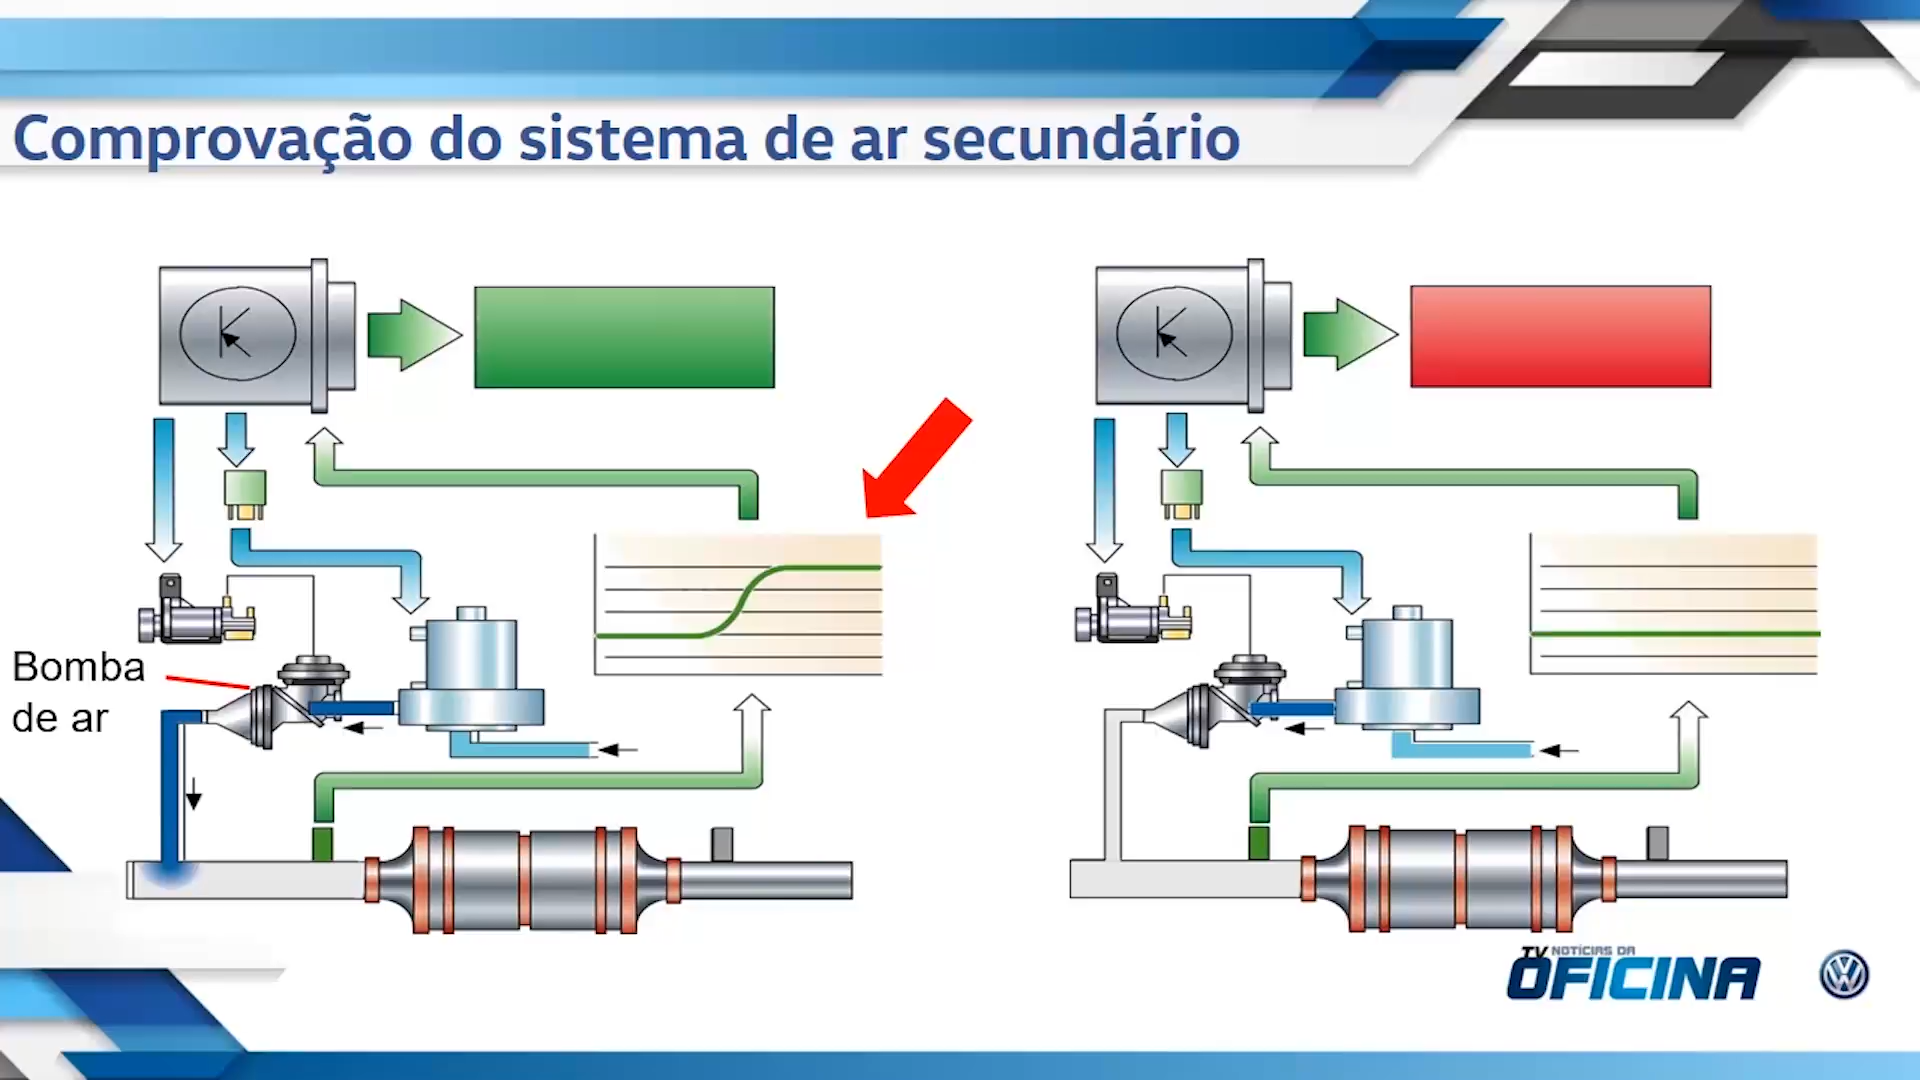 Comprovação do sistema de ar secundário
K
K
Bomba
de ar
TV NOTÍCIAS DA
OFICINA